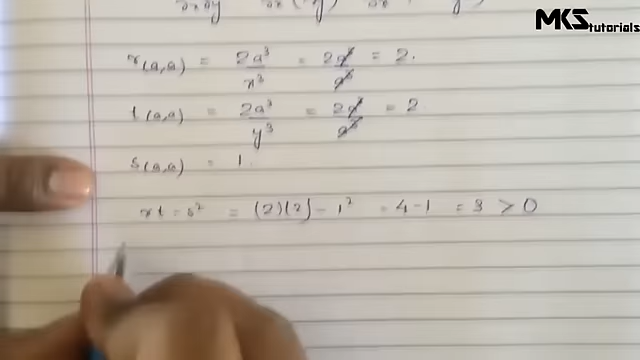 MKS tutorials
r(a,a) = 2a³/x³ = 2a³/a³ = 2.
t(a,a) = 2a³/y³ = 2a³/a³ = 2
s(a,a) = 1.
rt - s² = (2)(2) - 1² = 4-1 = 3 > 0